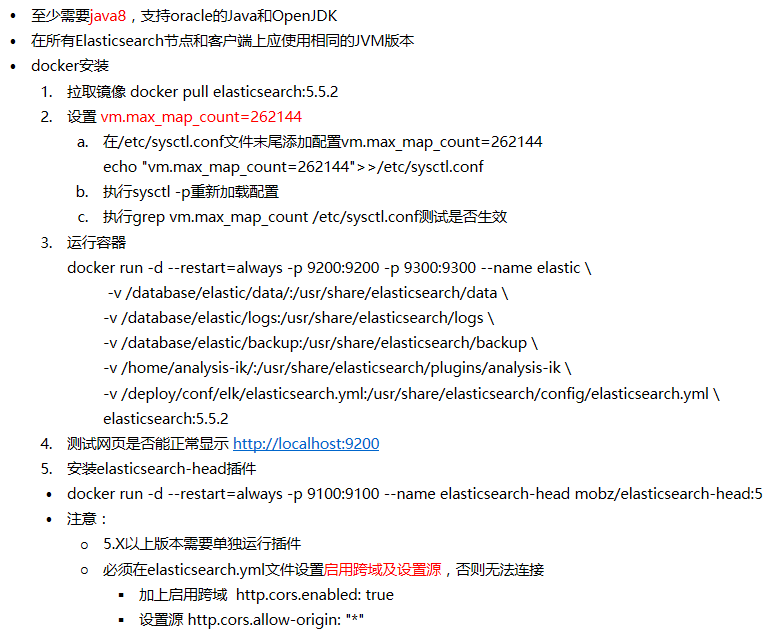 • 至少需要java8，支持oracle的Java和OpenJDK
• 在所有Elasticsearch节点和客户端上应使用相同的JVM版本
• docker安装
1. 拉取镜像 docker pull elasticsearch:5.5.2
2. 设置 vm.max_map_count=262144
a. 在/etc/sysctl.conf文件末尾添加配置vm.max_map_count=262144
echo "vm.max_map_count=262144">>/etc/sysctl.conf
b. 执行sysctl -p重新加载配置
c. 执行grep vm.max_map_count /etc/sysctl.conf测试是否生效
3. 运行容器
docker run -d --restart=always -p 9200:9200 -p 9300:9300 --name elastic \
-v /database/elastic/data/:/usr/share/elasticsearch/data \
-v /database/elastic/logs:/usr/share/elasticsearch/logs \
-v /database/elastic/backup:/usr/share/elasticsearch/backup \
-v /home/analysis-ik/:/usr/share/elasticsearch/plugins/analysis-ik \
-v /deploy/conf/elk/elasticsearch.yml:/usr/share/elasticsearch/config/elasticsearch.yml \
elasticsearch:5.5.2
4. 测试网页是否能正常显示 http://localhost:9200
5. 安装elasticsearch-head插件
• docker run -d --restart=always -p 9100:9100 --name elasticsearch-head mobz/elasticsearch-head:5
• 注意：
○ 5.X以上版本需要单独运行插件
○ 必须在elasticsearch.yml文件设置启用跨域及设置源，否则无法连接
▪ 加上启用跨域 http.cors.enabled: true
▪ 设置源 http.cors.allow-origin: "*"